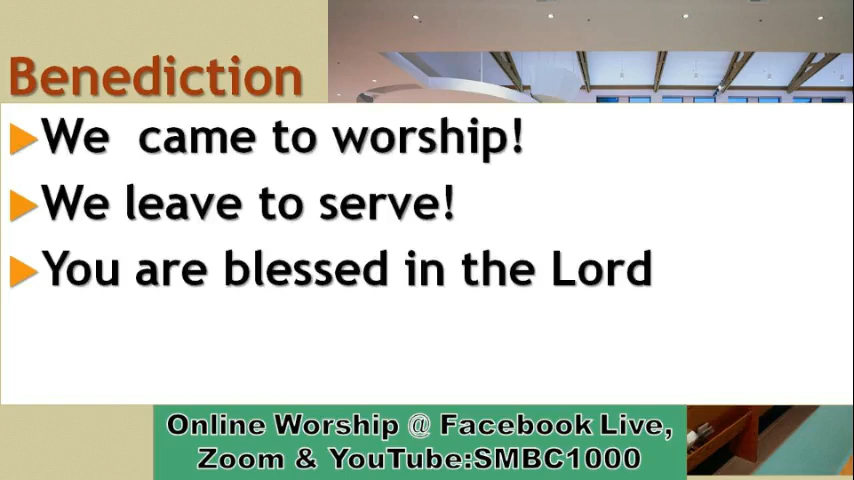 Benediction
We came to worship!
We leave to serve!
You are blessed in the Lord
Online Worship @ Facebook Live,
Zoom & YouTube:SMBC1000